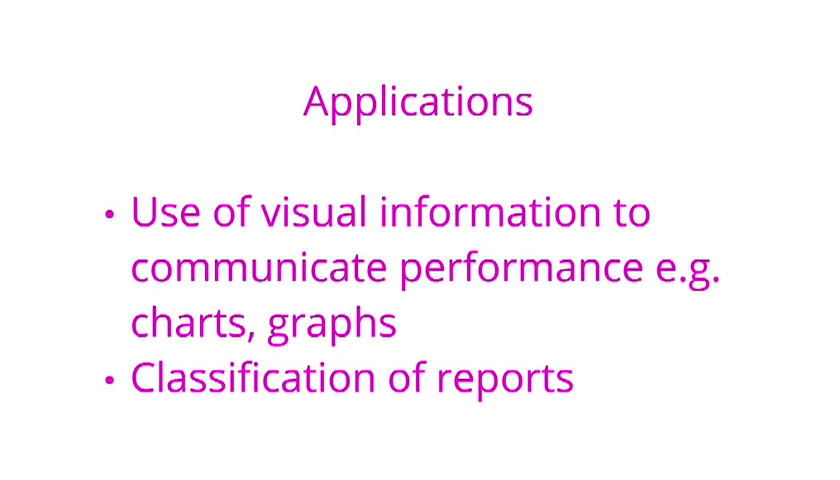 Applications
• Use of visual information to
communicate performance e.g.
charts, graphs
• Classification of reports